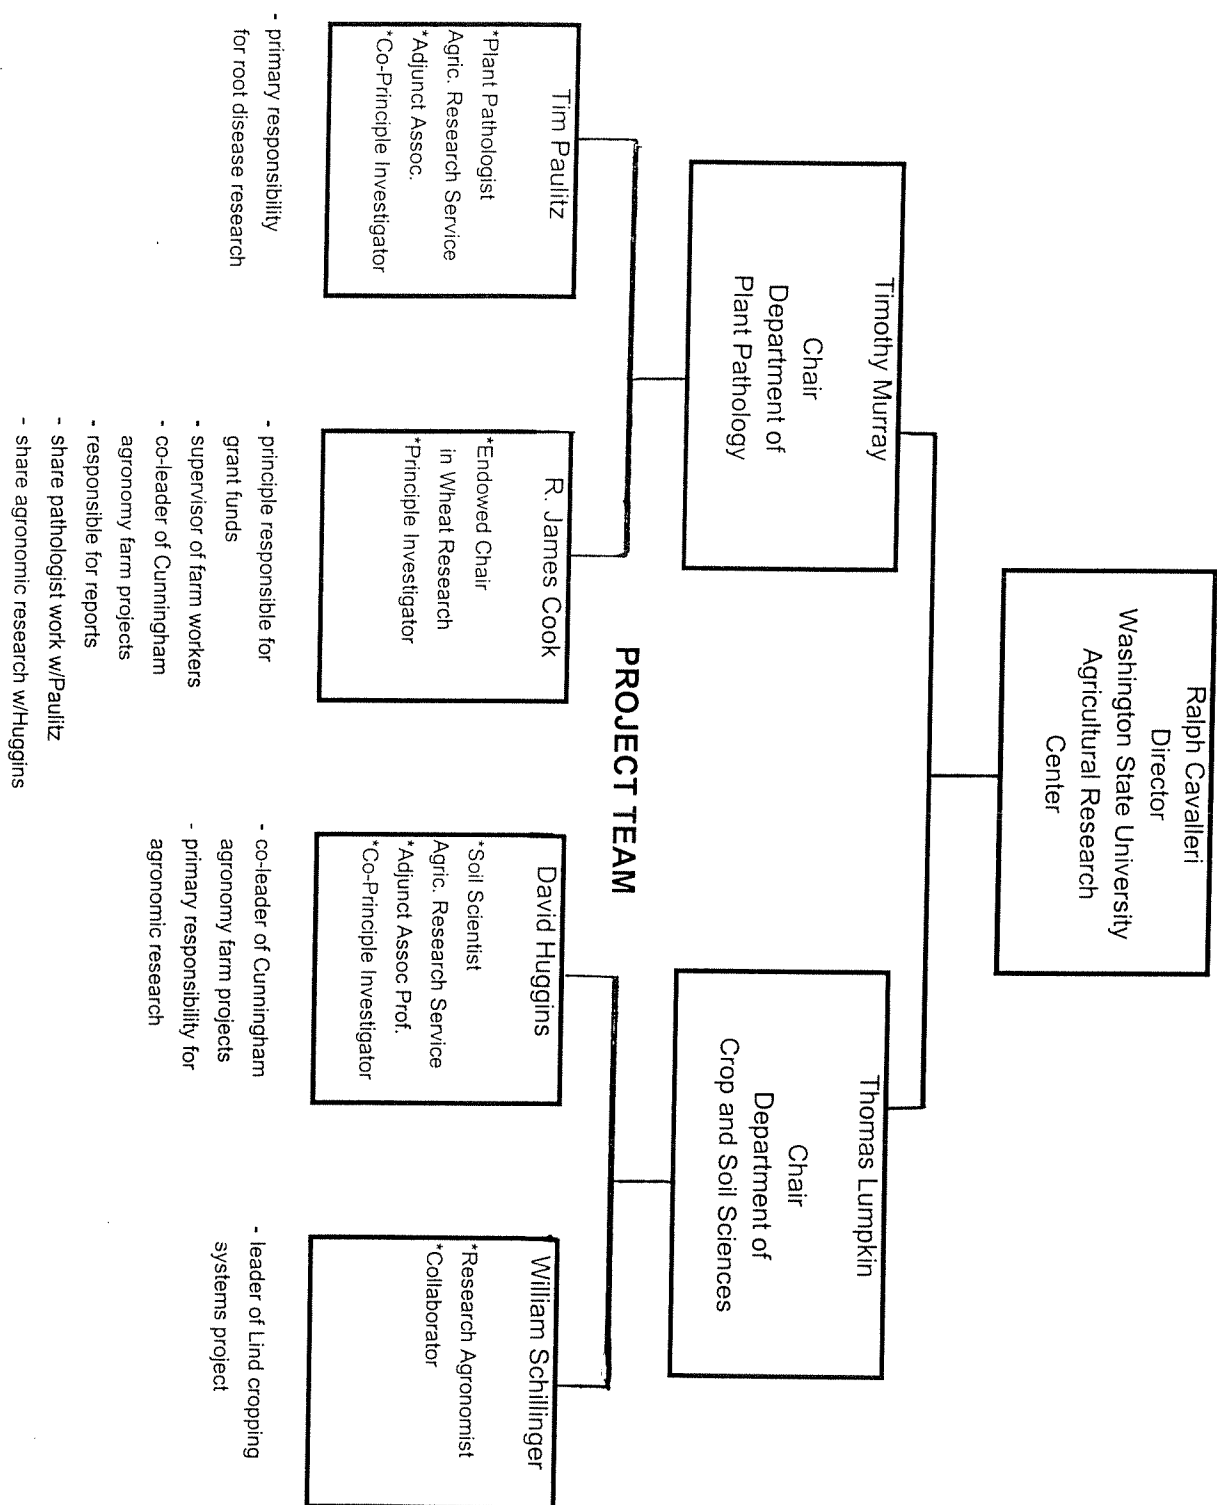 Ralph Cavalleri
Director
Washington State University
Agricultural Research
Center
Timothy Murray
Chair
Department of
Plant Pathology
Thomas Lumpkin
Chair
Department of
Crop and Soil Sciences
PROJECT TEAM
Tim Paulitz
*Plant Pathologist
Agric. Research Service
*Adjunct Assoc.
*Co-Principle Investigator
- primary responsibility
for root disease research
R. James Cook
*Endowed Chair
in Wheat Research
*Principle Investigator
- principle responsible for
grant funds
- supervisor of farm workers
- co-leader of Cunningham
agronomy farm projects
- responsible for reports
- share pathologist work w/Paulitz
- share agronomic research w/Huggins
David Huggins
*Soil Scientist
Agric. Research Service
*Adjunct Assoc Prof.
*Co-Principle Investigator
- co-leader of Cunningham
agronomy farm projects
- primary responsibility for
agronomic research
William Schillinger
*Research Agronomist
*Collaborator
- leader of Lind cropping
systems project